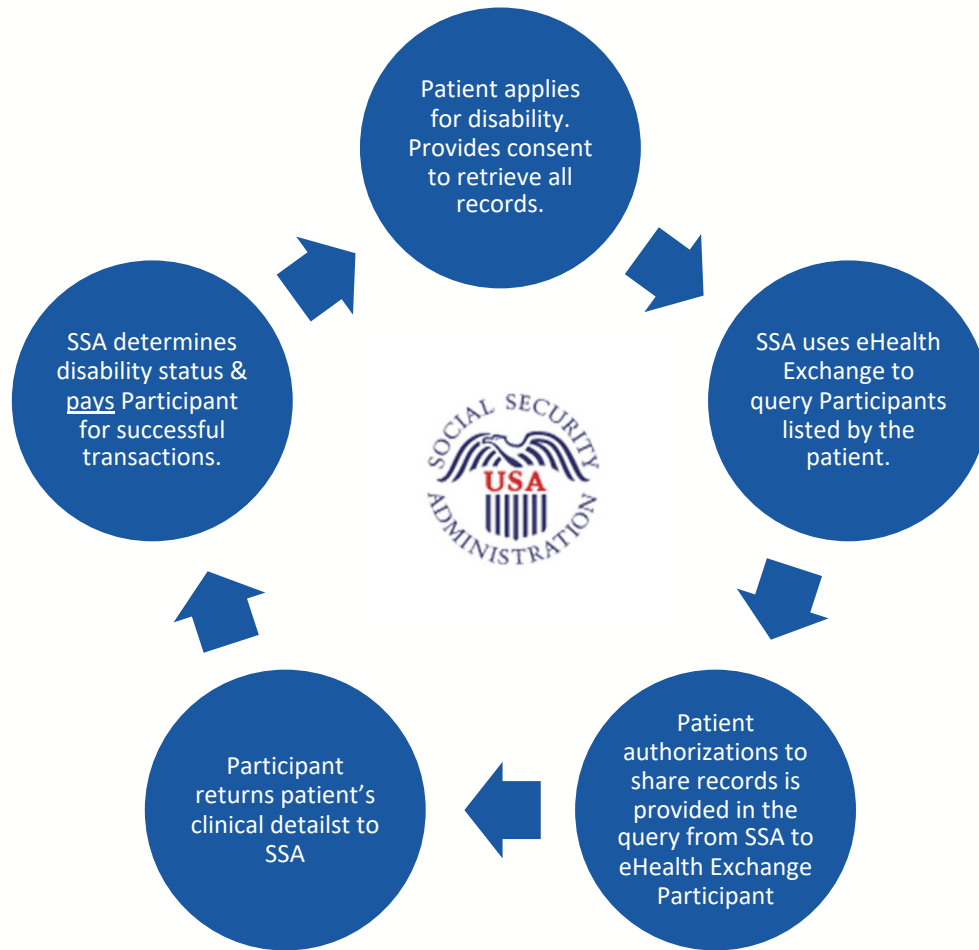 Patient applies
for disability.
Provides consent
to retrieve all
records.
SSA uses eHealth
Exchange to
query Participants
listed by the
patient.
Patient
authorizations to
share records is
provided in the
query from SSA to
eHealth Exchange
Participant
Participant
returns patient’s
clinical detailst to
SSA
SSA determines
disability status &
pays Participant
for successful
transactions.
SOCIAL SECURITY
USA
ADMINISTRATION